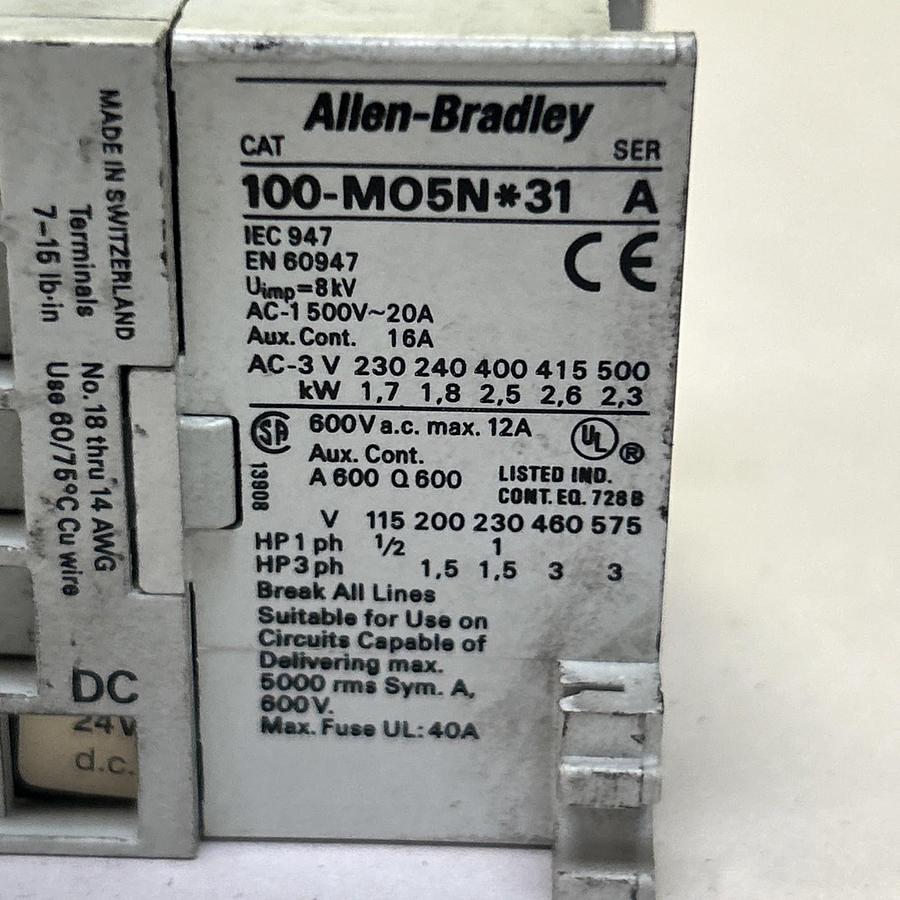 MADE IN SWITZERLAND
Terminals
7–15 lb·in
No. 18 thru 14 AWG
Use 60/75°C Cu wire
DC
24V
d.c.
Allen-Bradley
CAT SER
100-MO5N*31 A
IEC 947
EN 60947
Uimp=8kV
CE
AC-1 500V~20A
Aux. Cont. 16A
AC-3 V 230 240 400 415 500
kW 1,7 1,8 2,5 2,6 2,3
SA 600V a.c. max. 12A UL ®
13908
Aux. Cont.
A 600 Q 600
LISTED IND.
CONT. EQ. 728B
V 115 200 230 460 575
HP 1 ph 1/2 1
HP 3 ph 1,5 1,5 3 3
Break All Lines
Suitable for Use on
Circuits Capable of
Delivering max.
5000 rms Sym. A,
600V.
Max. Fuse UL: 40A